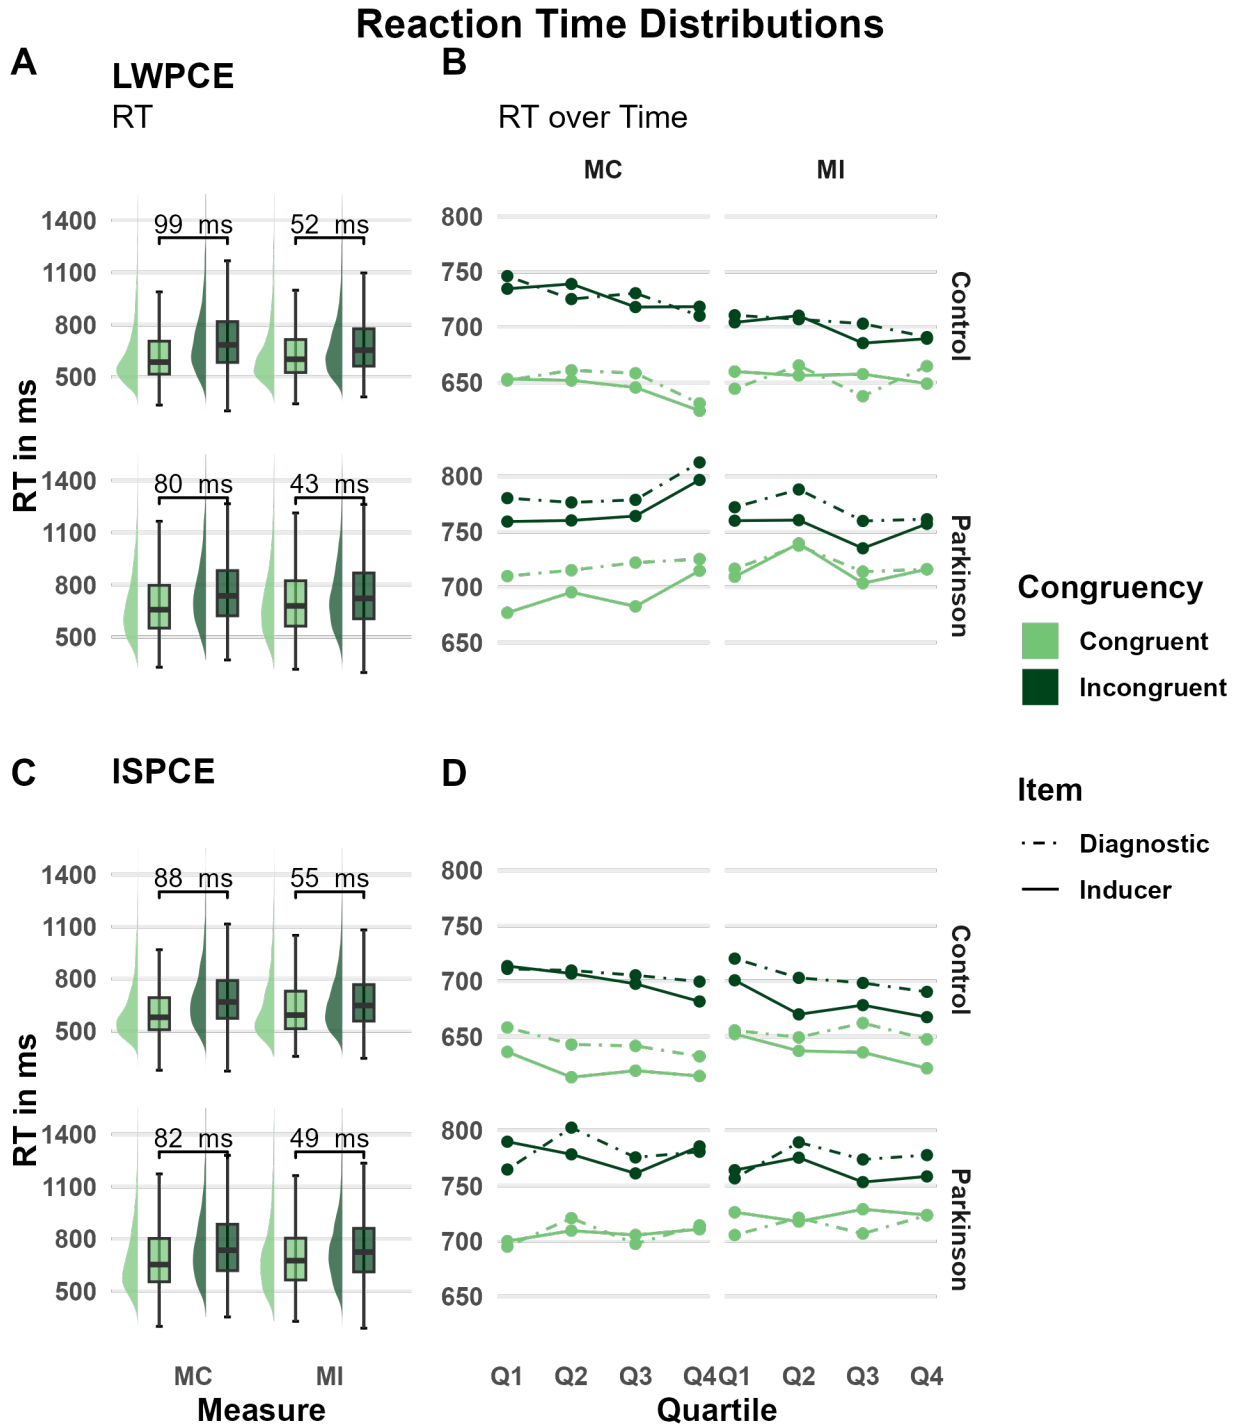 Reaction Time Distributions
A
LWPCE
RT
B
RT over Time
MC
MI
RT in ms
1400
1100
800
500
99 ms
52 ms
800
750
700
650
Control
1400
1100
800
500
80 ms
43 ms
800
750
700
650
Parkinson
Congruency
Congruent
Incongruent
C
ISPCE
D
Item
Diagnostic
Inducer
RT in ms
1400
1100
800
500
88 ms
55 ms
800
750
700
650
Control
1400
1100
800
500
82 ms
49 ms
800
750
700
650
Parkinson
MC MI
Measure
Q1 Q2 Q3 Q4 Q1 Q2 Q3 Q4
Quartile